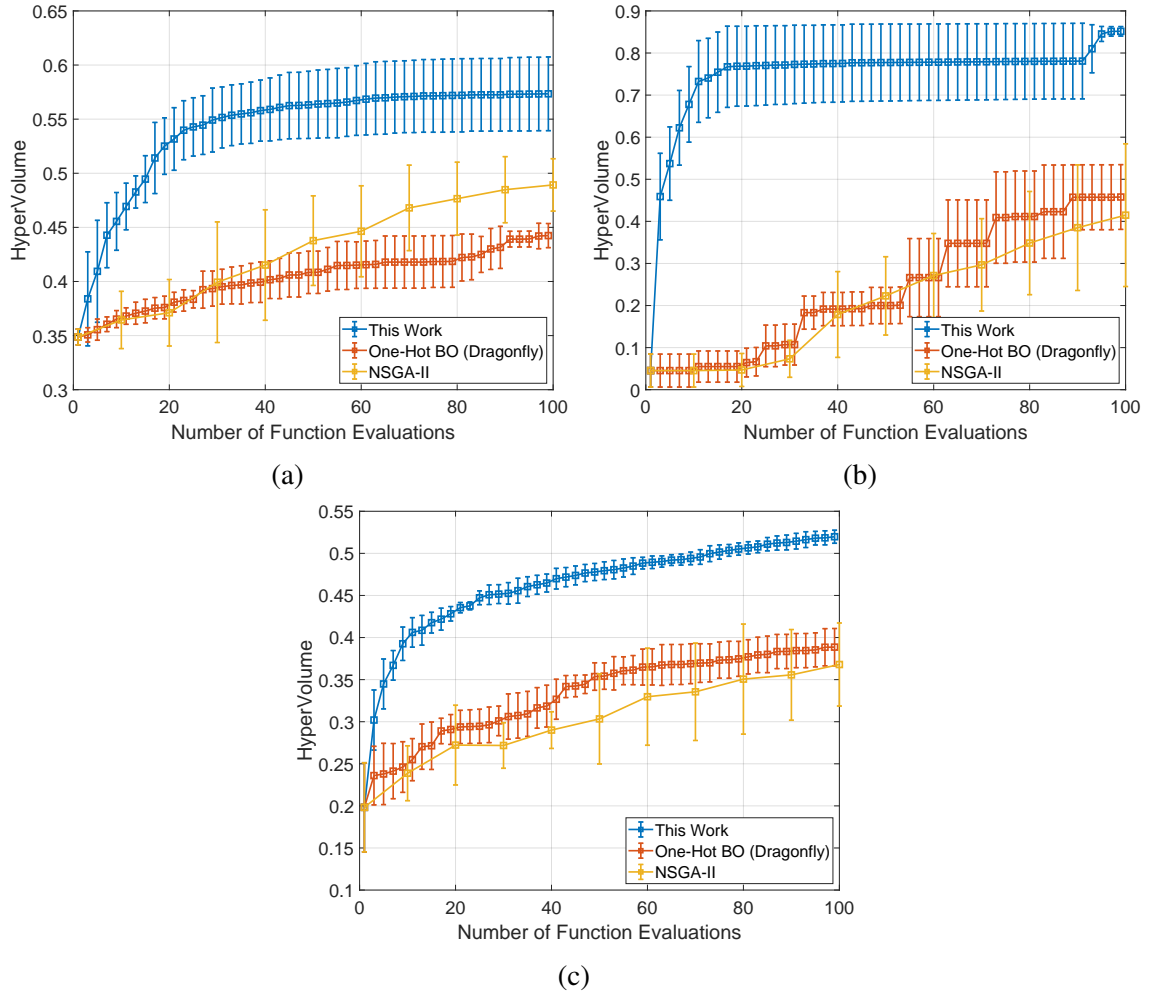 0.65
0.6
0.55
0.5
0.45
0.4
0.35
0.3
HyperVolume
0 20 40 60 80 100
Number of Function Evaluations
This Work
One-Hot BO (Dragonfly)
NSGA-II
(a)
0.9
0.8
0.7
0.6
0.5
0.4
0.3
0.2
0.1
0
HyperVolume
0 20 40 60 80 100
Number of Function Evaluations
This Work
One-Hot BO (Dragonfly)
NSGA-II
(b)
0.55
0.5
0.45
0.4
0.35
0.3
0.25
0.2
0.15
0.1
HyperVolume
0 20 40 60 80 100
Number of Function Evaluations
This Work
One-Hot BO (Dragonfly)
NSGA-II
(c)